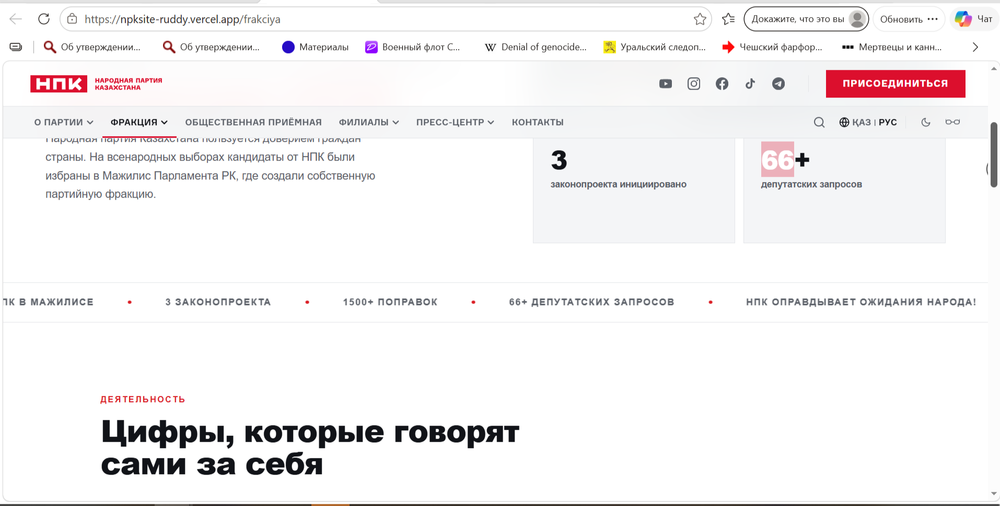 https://npksite-ruddy.vercel.app/frakciya
Докажите, что это вы
Обновить
Чат
Об утверждении...
Об утверждении...
Материалы
Военный флот С...
Denial of genocide...
Уральский следоп...
Чешский фарфор...
Мертвецы и канн...
НПК
НАРОДНАЯ ПАРТИЯ
КАЗАХСТАНА
ПРИСОЕДИНИТЬСЯ
О ПАРТИИ
ФРАКЦИЯ
ОБЩЕСТВЕННАЯ ПРИЁМНАЯ
ФИЛИАЛЫ
ПРЕСС-ЦЕНТР
КОНТАКТЫ
ҚАЗ | РУС
Народная партия Казахстана пользуется доверием граждан
страны. На всенародных выборах кандидаты от НПК были
избраны в Мажилис Парламента РК, где создали собственную
партийную фракцию.
3
законопроекта инициировано
66+
депутатских запросов
ПК В МАЖИЛИСЕ • 3 ЗАКОНОПРОЕКТА • 1500+ ПОПРАВОК • 66+ ДЕПУТАТСКИХ ЗАПРОСОВ • НПК ОПРАВДЫВАЕТ ОЖИДАНИЯ НАРОДА!
ДЕЯТЕЛЬНОСТЬ
Цифры, которые говорят
сами за себя